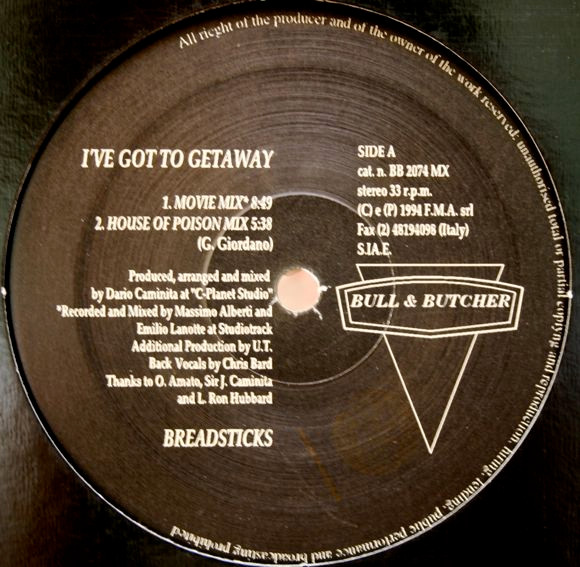 All rieght of the producer and of the owner of the work reserved. unauthorised total or partial copying and reproduction, hiring, lending, public performance and broadcasting prohibited
I'VE GOT TO GETAWAY
1. MOVIE MIX* 8:49
2. HOUSE OF POISON MIX 5:38
(G. Giordano)
Produced, arranged and mixed
by Dario Caminita at "C-Planet Studio"
*Recorded and Mixed by Massimo Alberti and
Emilio Lanotte at Studiotrack
Additional Production by U.T.
Back Vocals by Chris Bard
Thanks to O. Amato, Sir J. Caminita
and L. Ron Hubbard
BREADSTICKS
SIDE A
cat. n. BB 2074 MX
stereo 33 r.p.m.
(C) e (P) 1994 F.M.A. srl
Fax (2) 48194098 (Italy)
S.IA.E.
BULL & BUTCHER